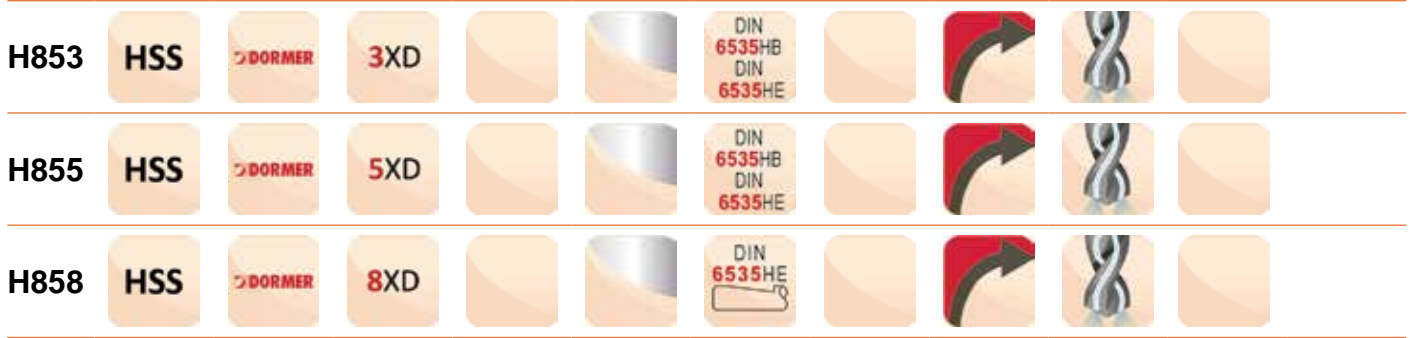 H853 HSS DORMER 3XD DIN
6535HB
DIN
6535HE
H855 HSS DORMER 5XD DIN
6535HB
DIN
6535HE
H858 HSS DORMER 8XD DIN
6535HE